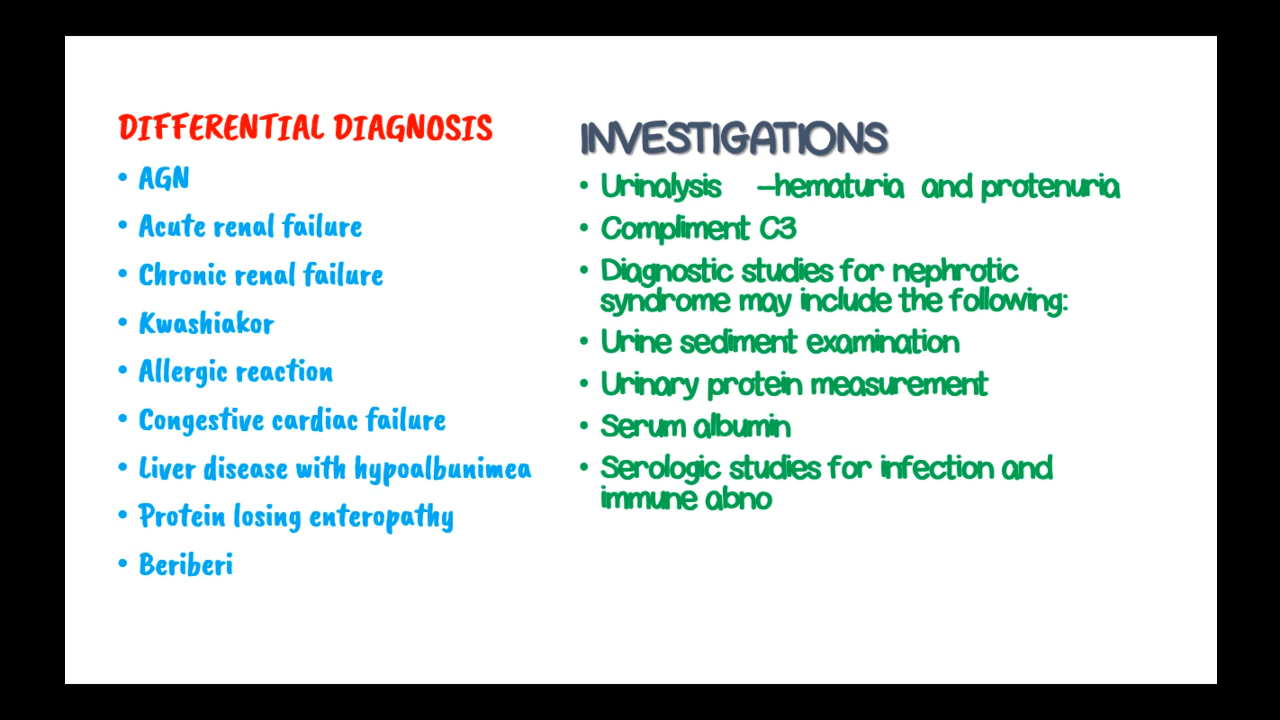 DIFFERENTIAL DIAGNOSIS
• AGN
• Acute renal failure
• Chronic renal failure
• Kwashiakor
• Allergic reaction
• Congestive cardiac failure
• Liver disease with hypoalbunimea
• Protein losing enteropathy
• Beriberi
INVESTIGATIONS
• Urinalysis –hematuria and protenuria
• Compliment C3
• Diagnostic studies for nephrotic
syndrome may include the following:
• Urine sediment examination
• Urinary protein measurement
• Serum albumin
• Serologic studies for infection and
immune abno